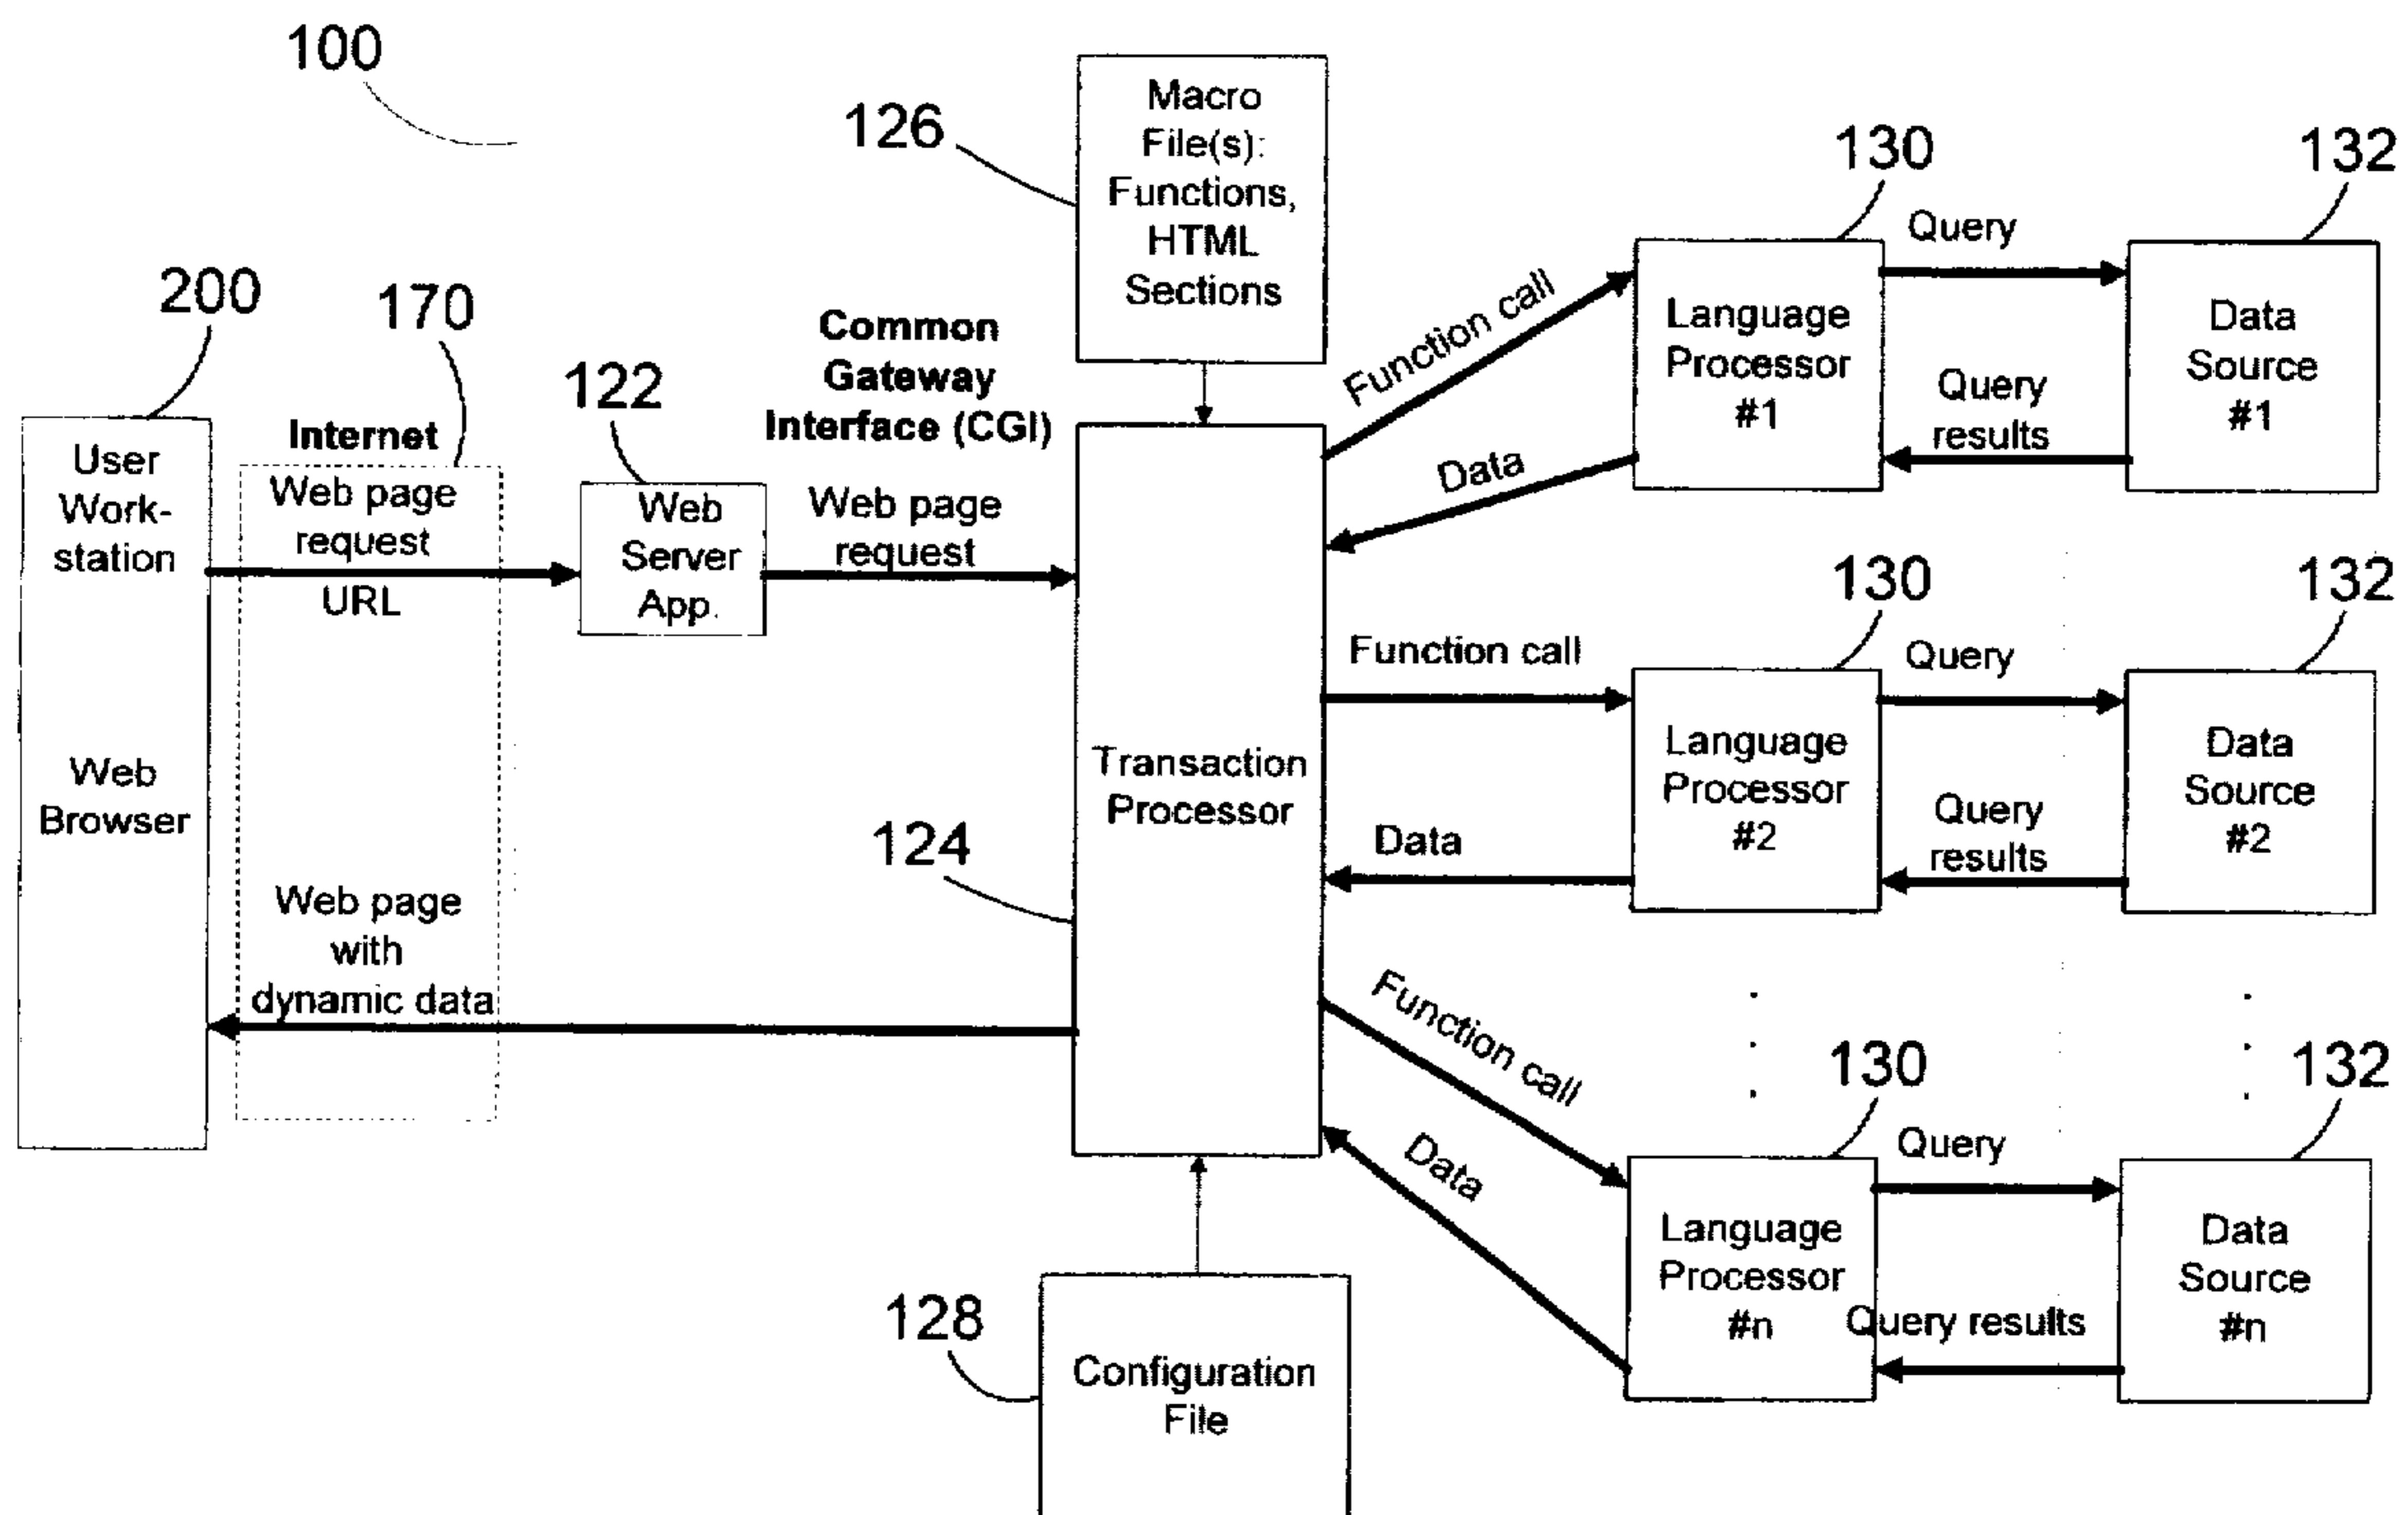 100
126
Macro
File(s):
Functions,
HTML
Sections
130
132
200
170
122
Common
Gateway
Interface (CGI)
Function call
Data
Language
Processor
#1
Query
Query
results
Data
Source
#1
User
Work-
station
Web
Browser
Internet
Web page
request
URL
Web
Server
App.
Web page
request
Transaction
Processor
124
Function call
Data
130
132
Language
Processor
#2
Query
Query
results
Data
Source
#2
Web page
with
dynamic data
Function call
Data
130
132
Language
Processor
#n
Query
Query results
Data
Source
#n
128
Configuration
File